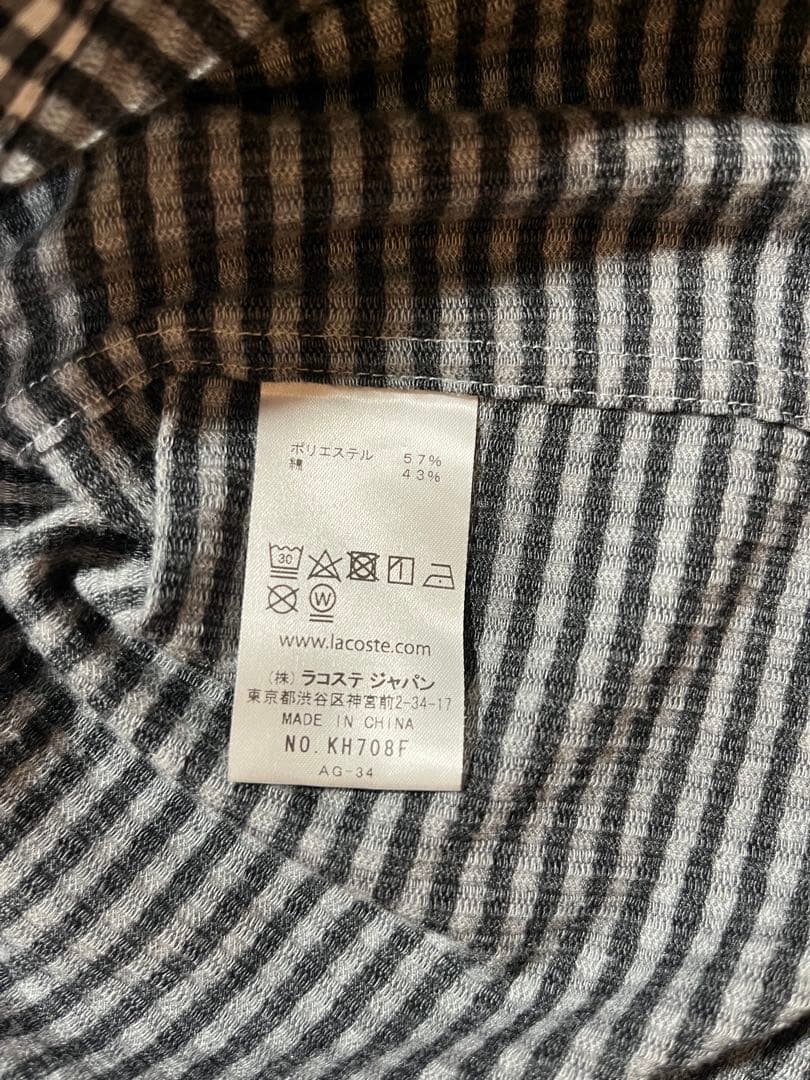 ポリエステル 57%
綿 43%
30
W
www.lacoste.com
(株) ラコステ ジャパン
東京都渋谷区神宮前2-34-17
MADE IN CHINA
NO. KH708F
AG-34